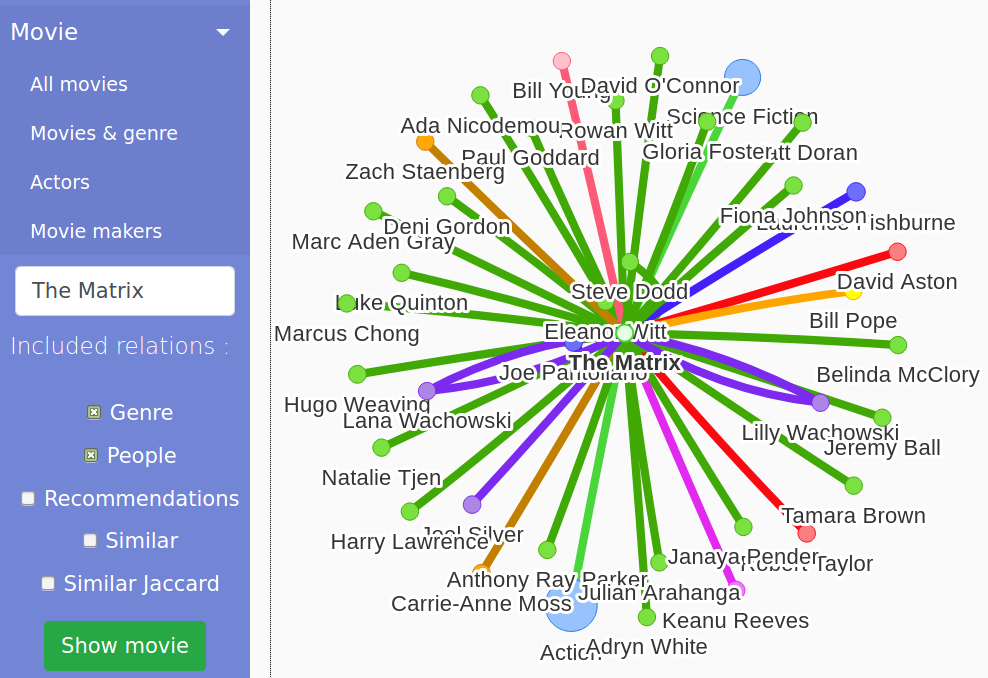 Movie
All movies
Movies & genre
Actors
Movie makers
The Matrix
Included relations :
Genre
People
Recommendations
Similar
Similar Jaccard
Show movie
Bill Young
David O'Connor
Science Fiction
Ada Nicodemou
Rowan Witt
Paul Goddard
Gloria Foster
att Doran
Zach Staenberg
Fiona Johnson
Laurence Fishburne
Deni Gordon
Marc Aden Gray
David Aston
Steve Dodd
Luke Quinton
Bill Pope
Marcus Chong
Eleanor Witt
The Matrix
Joe Pantoliano
Belinda McClory
Hugo Weaving
Lana Wachowski
Lilly Wachowski
Jeremy Ball
Natalie Tjen
Tamara Brown
Joel Silver
Harry Lawrence
Janaya Pender
Robert Taylor
Anthony Ray Parker
Julian Arahanga
Carrie-Anne Moss
Keanu Reeves
Action
Adryn White